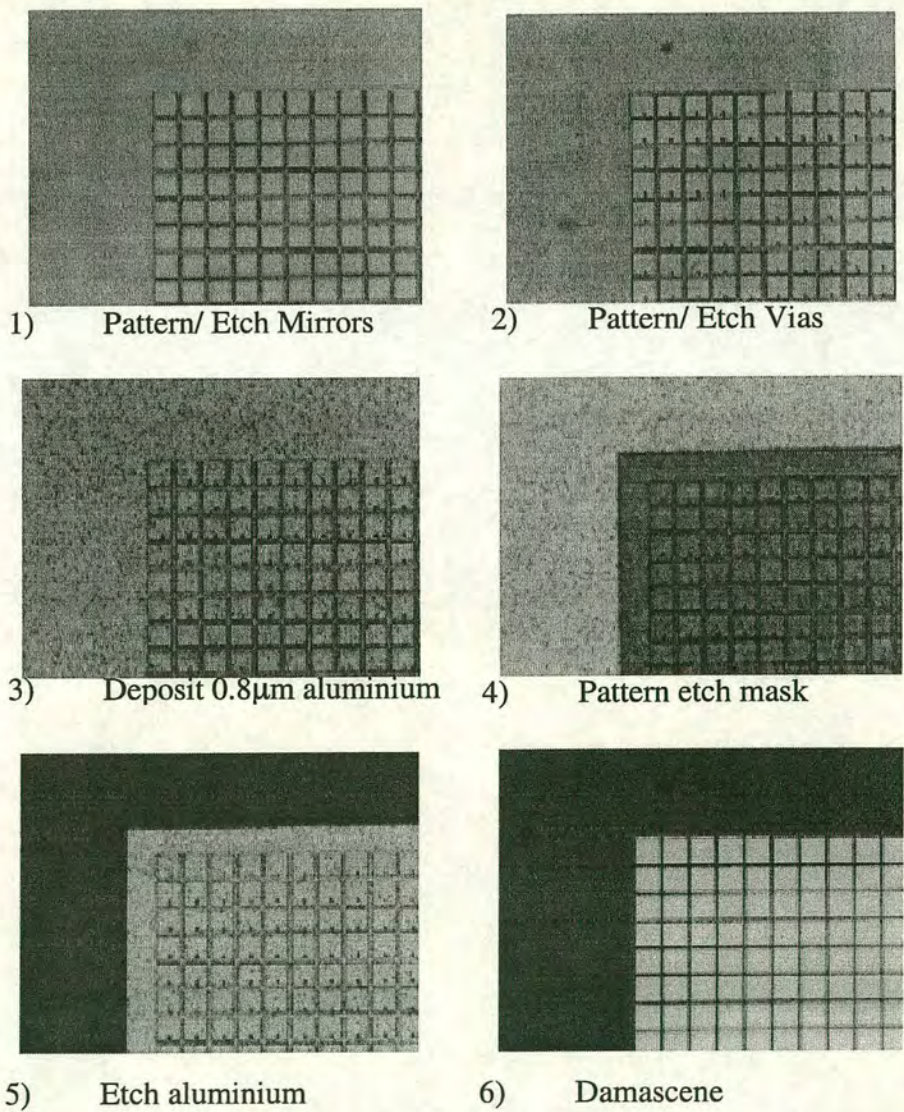 1) Pattern/ Etch Mirrors
2) Pattern/ Etch Vias
3) Deposit 0.8µm aluminium
4) Pattern etch mask
5) Etch aluminium
6) Damascene